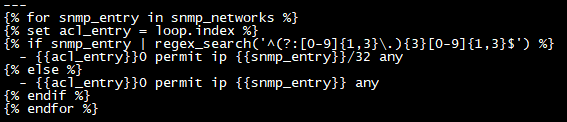 ---
{% for snmp_entry in snmp_networks %}
{% set acl_entry = loop.index %}
{% if snmp_entry | regex_search('^(?:[0-9]{1,3}\.){3}[0-9]{1,3}$') %}
  - {{acl_entry}}0 permit ip {{snmp_entry}}/32 any
{% else %}
  - {{acl_entry}}0 permit ip {{snmp_entry}} any
{% endif %}
{% endfor %}